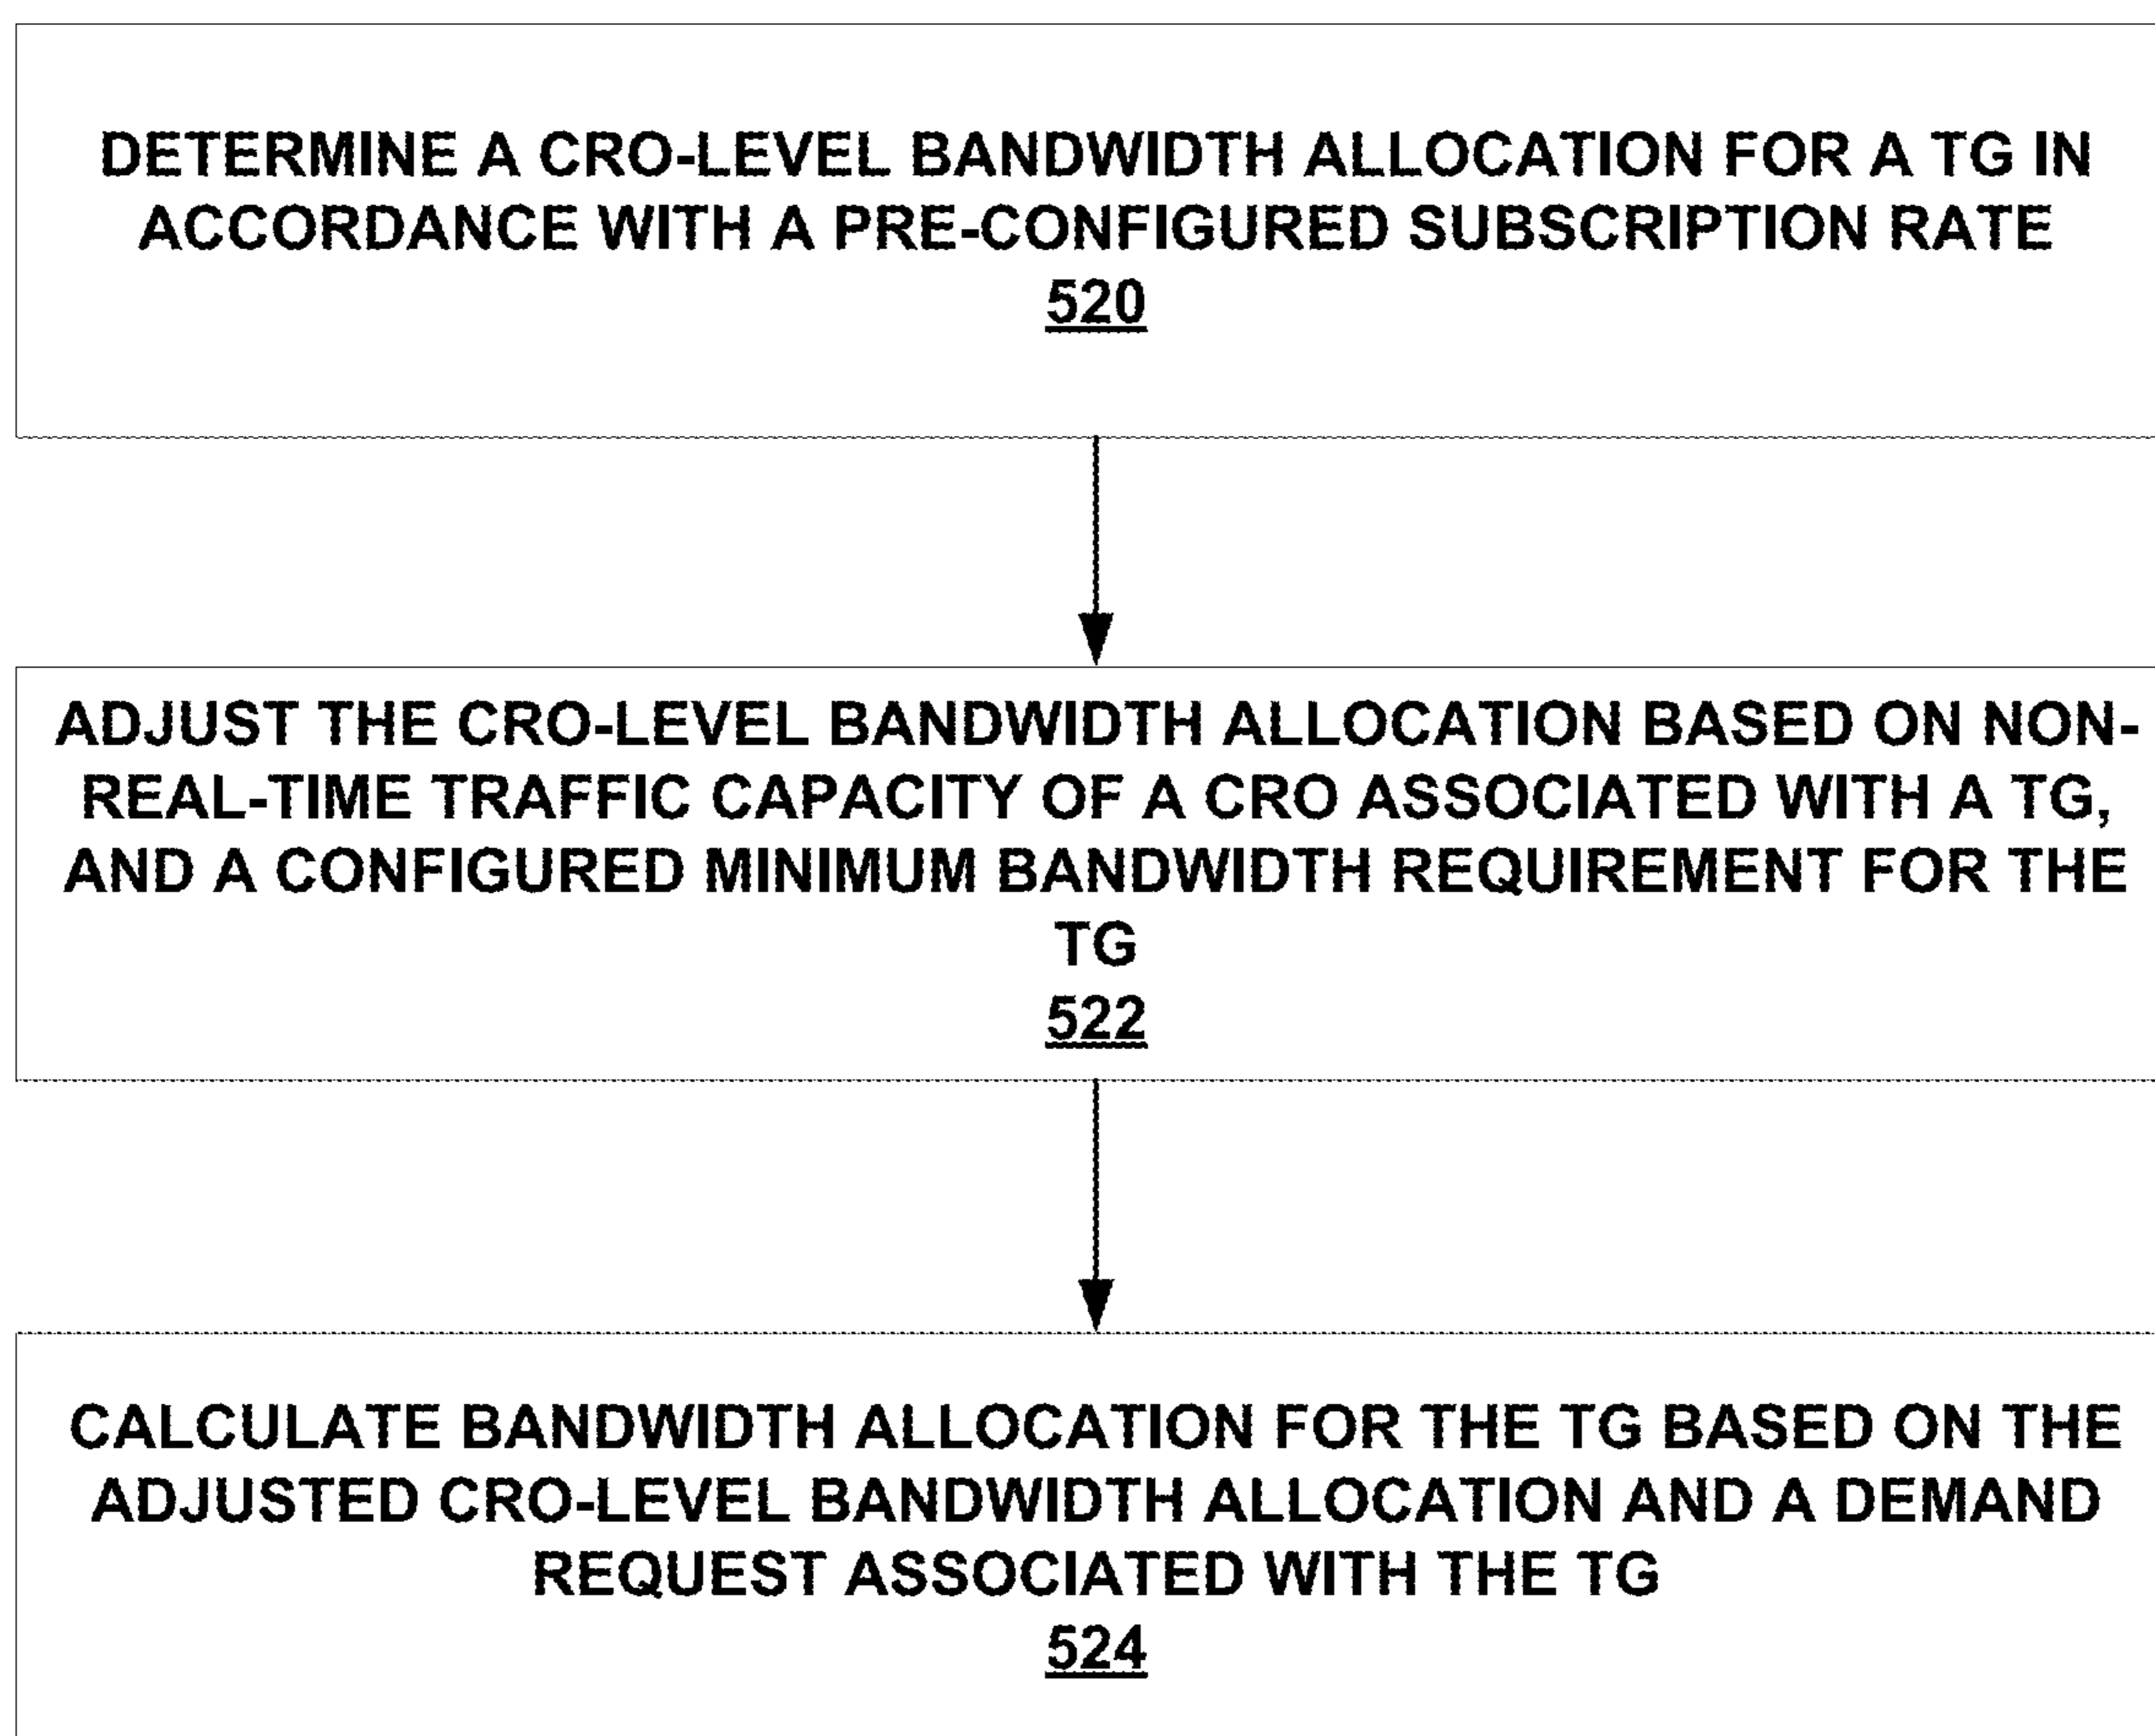 DETERMINE A CRO-LEVEL BANDWIDTH ALLOCATION FOR A TG IN
ACCORDANCE WITH A PRE-CONFIGURED SUBSCRIPTION RATE
520
ADJUST THE CRO-LEVEL BANDWIDTH ALLOCATION BASED ON NON-
REAL-TIME TRAFFIC CAPACITY OF A CRO ASSOCIATED WITH A TG,
AND A CONFIGURED MINIMUM BANDWIDTH REQUIREMENT FOR THE
TG
522
CALCULATE BANDWIDTH ALLOCATION FOR THE TG BASED ON THE
ADJUSTED CRO-LEVEL BANDWIDTH ALLOCATION AND A DEMAND
REQUEST ASSOCIATED WITH THE TG
524